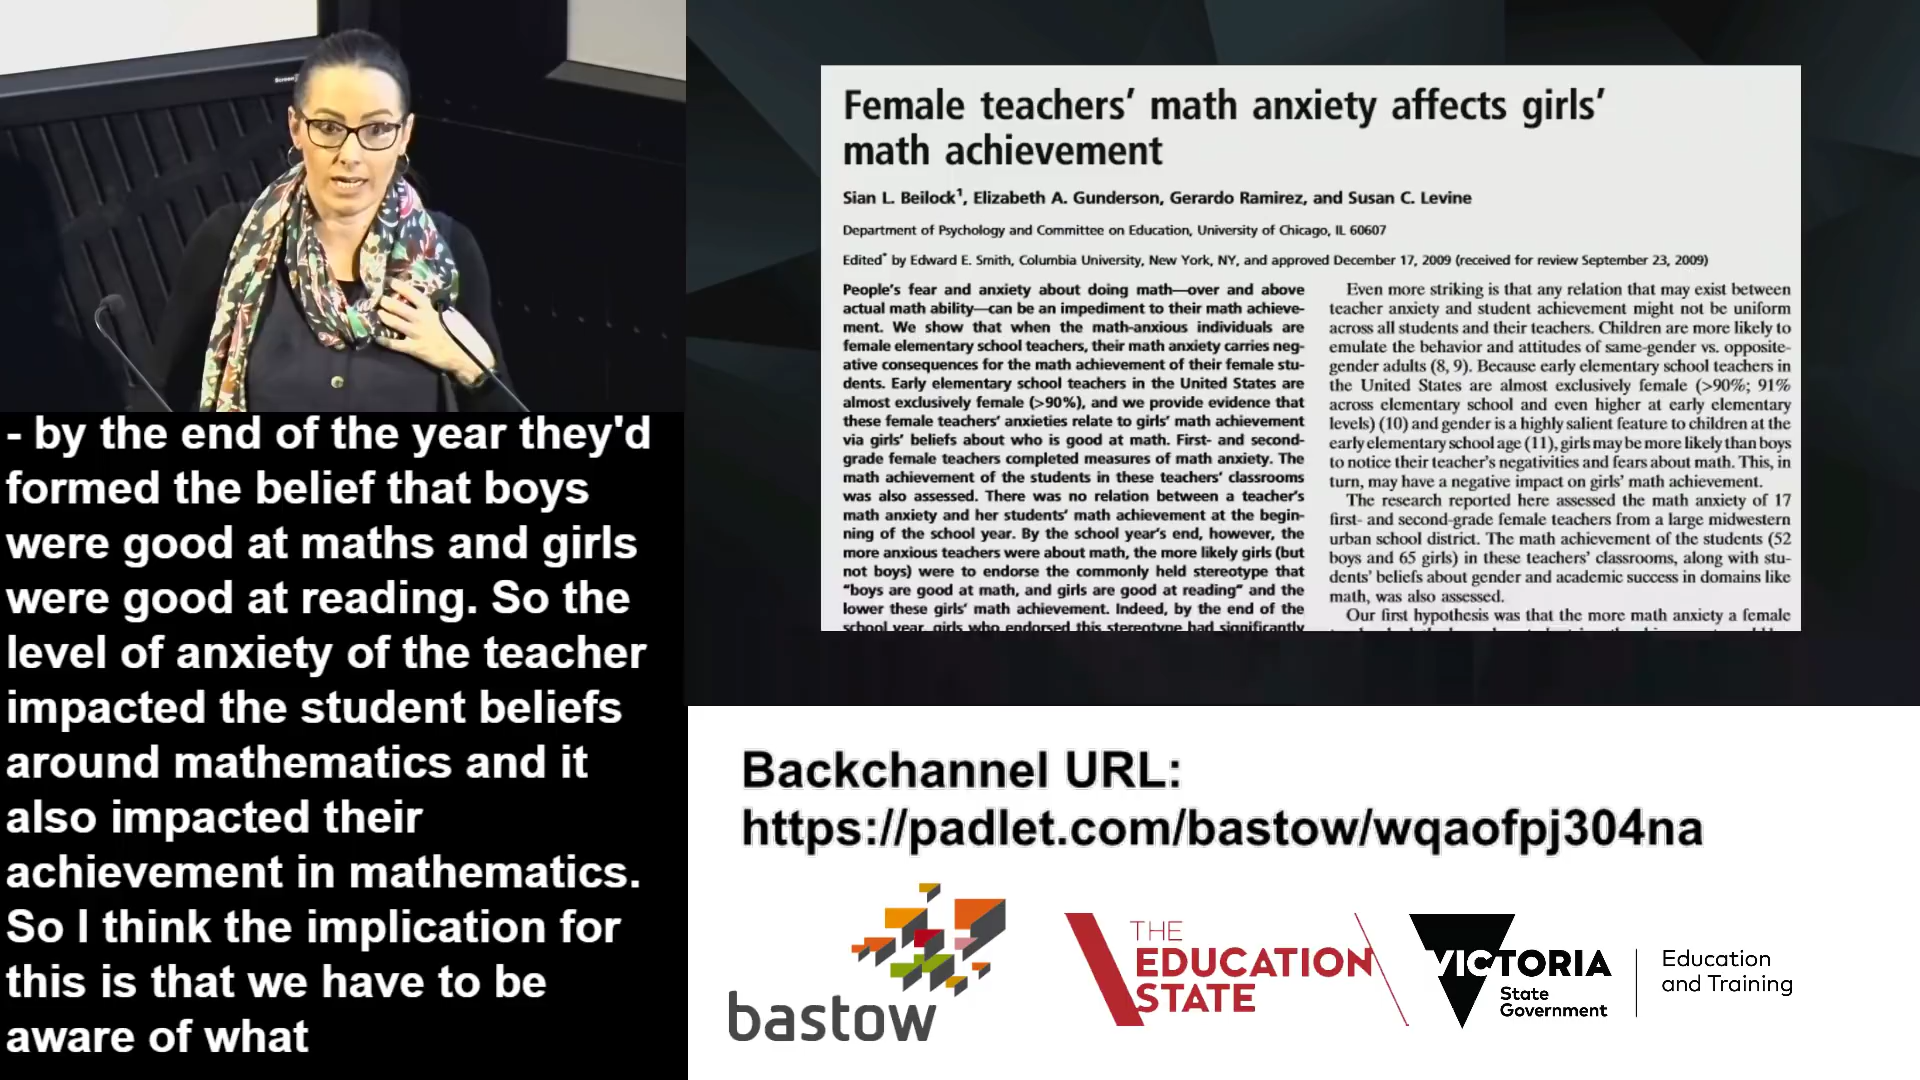 - by the end of the year they'd
formed the belief that boys
were good at maths and girls
were good at reading. So the
level of anxiety of the teacher
impacted the student beliefs
around mathematics and it
also impacted their
achievement in mathematics.
So I think the implication for
this is that we have to be
aware of what
Female teachers’ math anxiety affects girls’
math achievement
Sian L. Beilock¹, Elizabeth A. Gunderson, Gerardo Ramirez, and Susan C. Levine
Department of Psychology and Committee on Education, University of Chicago, IL 60607
Edited* by Edward E. Smith, Columbia University, New York, NY, and approved December 17, 2009 (received for review September 23, 2009)
People’s fear and anxiety about doing math—over and above
actual math ability—can be an impediment to their math achieve-
ment. We show that when the math-anxious individuals are
female elementary school teachers, their math anxiety carries neg-
ative consequences for the math achievement of their female stu-
dents. Early elementary school teachers in the United States are
almost exclusively female (>90%), and we provide evidence that
these female teachers’ anxieties relate to girls’ math achievement
via girls’ beliefs about who is good at math. First- and second-
grade female teachers completed measures of math anxiety. The
math achievement of the students in these teachers’ classrooms
was also assessed. There was no relation between a teacher’s
math anxiety and her students’ math achievement at the begin-
ning of the school year. By the school year’s end, however, the
more anxious teachers were about math, the more likely girls (but
not boys) were to endorse the commonly held stereotype that
“boys are good at math, and girls are good at reading” and the
lower these girls’ math achievement. Indeed, by the end of the
school year, girls who endorsed this stereotype had significantly
Even more striking is that any relation that may exist between
teacher anxiety and student achievement might not be uniform
across all students and their teachers. Children are more likely to
emulate the behavior and attitudes of same-gender vs. opposite-
gender adults (8, 9). Because early elementary school teachers in
the United States are almost exclusively female (>90%; 91%
across elementary school and even higher at early elementary
levels) (10) and gender is a highly salient feature to children at the
early elementary school age (11), girls may be more likely than boys
to notice their teacher’s negativities and fears about math. This, in
turn, may have a negative impact on girls’ math achievement.
The research reported here assessed the math anxiety of 17
first- and second-grade female teachers from a large midwestern
urban school district. The math achievement of the students (52
boys and 65 girls) in these teachers’ classrooms, along with stu-
dents’ beliefs about gender and academic success in domains like
math, was also assessed.
Our first hypothesis was that the more math anxiety a female
Backchannel URL:
https://padlet.com/bastow/wqaofpj304na
bastow
THE
EDUCATION
STATE
VICTORIA
State
Government
Education
and Training